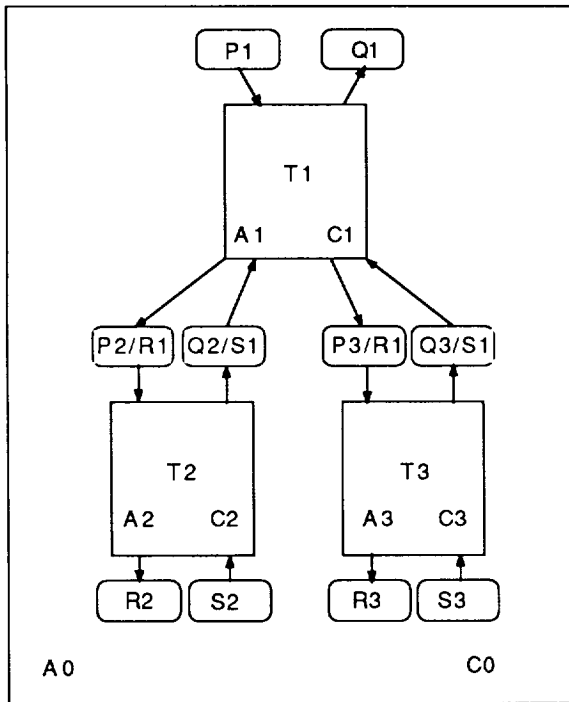 P1 Q1
T1
A1 C1
P2/R1 Q2/S1 P3/R1 Q3/S1
T2 T3
A2 C2 A3 C3
R2 S2 R3 S3
A0 C0